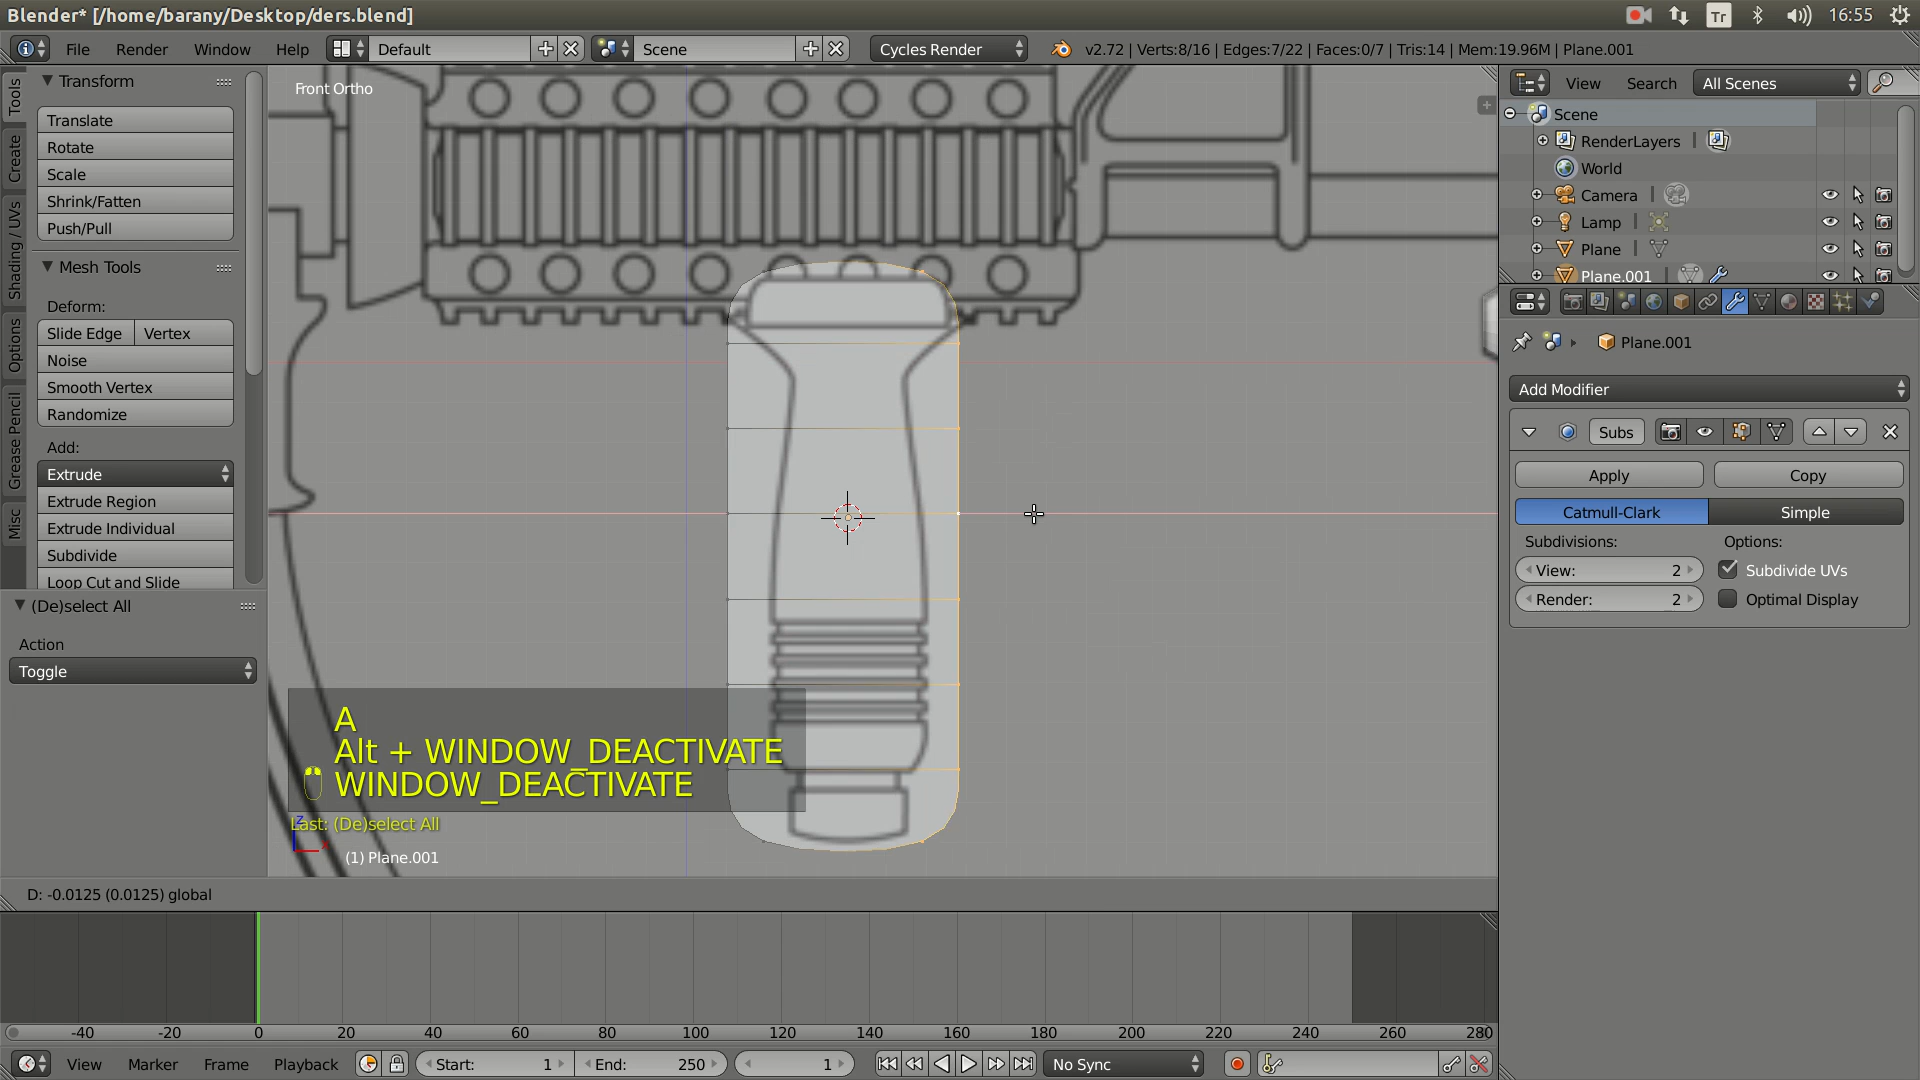 Blender* [/home/barany/Desktop/ders.blend]
Tr
16:55
File Render Window Help Default Scene Cycles Render v2.72 | Verts:8/16 | Edges:7/22 | Faces:0/7 | Tris:14 | Mem:19.96M | Plane.001
Tools
Create
Shading / UVs
Options
Grease Pencil
Misc
Transform
Translate
Rotate
Scale
Shrink/Fatten
Push/Pull
Mesh Tools
Deform:
Slide Edge Vertex
Noise
Smooth Vertex
Randomize
Add:
Extrude
Extrude Region
Extrude Individual
Subdivide
Loop Cut and Slide
(De)select All
Action
Toggle
Front Ortho
A
Alt + WINDOW_DEACTIVATE
WINDOW_DEACTIVATE
Last: (De)select All
z
x
(1) Plane.001
D: -0.0125 (0.0125) global
View Search All Scenes
Scene
RenderLayers
World
Camera
Lamp
Plane
Plane.001
Plane.001
Add Modifier
Subs
Apply Copy
Catmull-Clark Simple
Subdivisions: Options:
View: 2 Subdivide UVs
Render: 2 Optimal Display
-40 -20 0 20 40 60 80 100 120 140 160 180 200 220 240 260 280
View Marker Frame Playback Start: 1 End: 250 1 No Sync